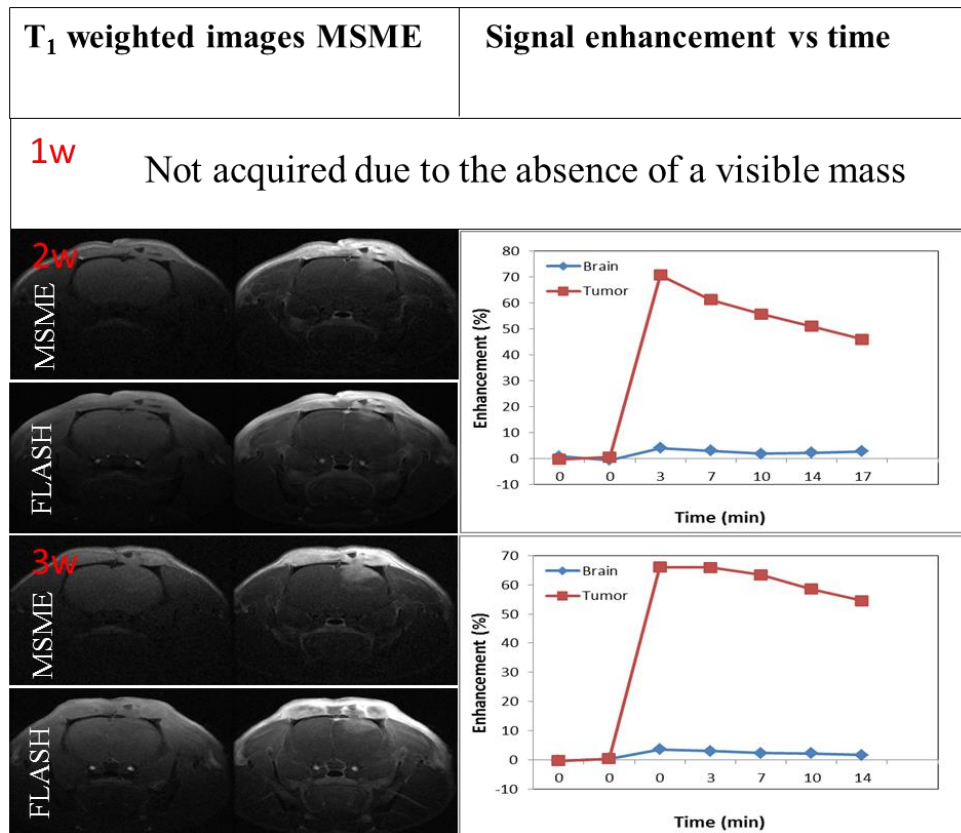 T₁ weighted images MSME
Signal enhancement vs time
1w
Not acquired due to the absence of a visible mass
2w
MSME
FLASH
80
70
60
50
40
30
20
10
0
-10
Enhancement (%)
Brain
Tumor
0 0 3 7 10 14 17
Time (min)
3w
MSME
FLASH
70
60
50
40
30
20
10
0
-10
Enhancement (%)
Brain
Tumor
0 0 0 3 7 10 14
Time (min)